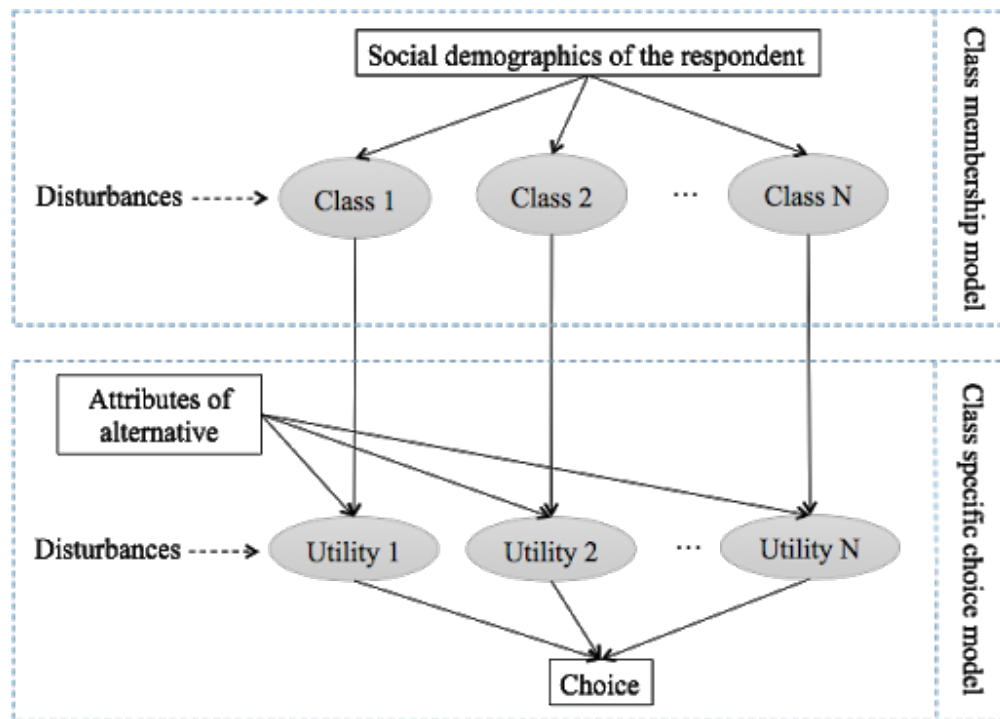 Social demographics of the respondent
Disturbances
Class 1
Class 2
...
Class N
Class membership model
Attributes of
alternative
Disturbances
Utility 1
Utility 2
...
Utility N
Choice
Class specific choice model